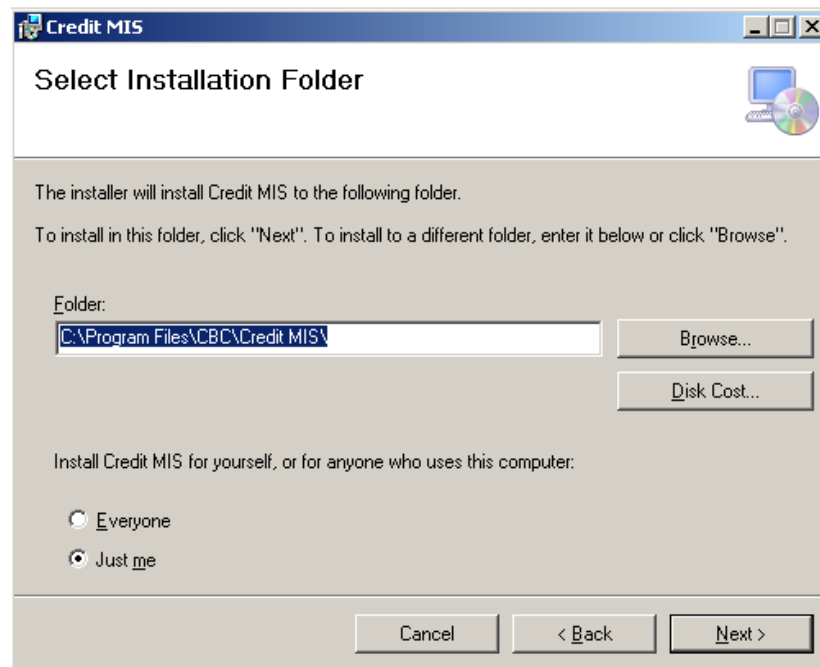 Credit MIS
Select Installation Folder
The installer will install Credit MIS to the following folder.
To install in this folder, click "Next". To install to a different folder, enter it below or click "Browse".
Folder:
C:\Program Files\CBC\Credit MIS\
Browse...
Disk Cost...
Install Credit MIS for yourself, or for anyone who uses this computer:
Everyone
Just me
Cancel
< Back
Next >